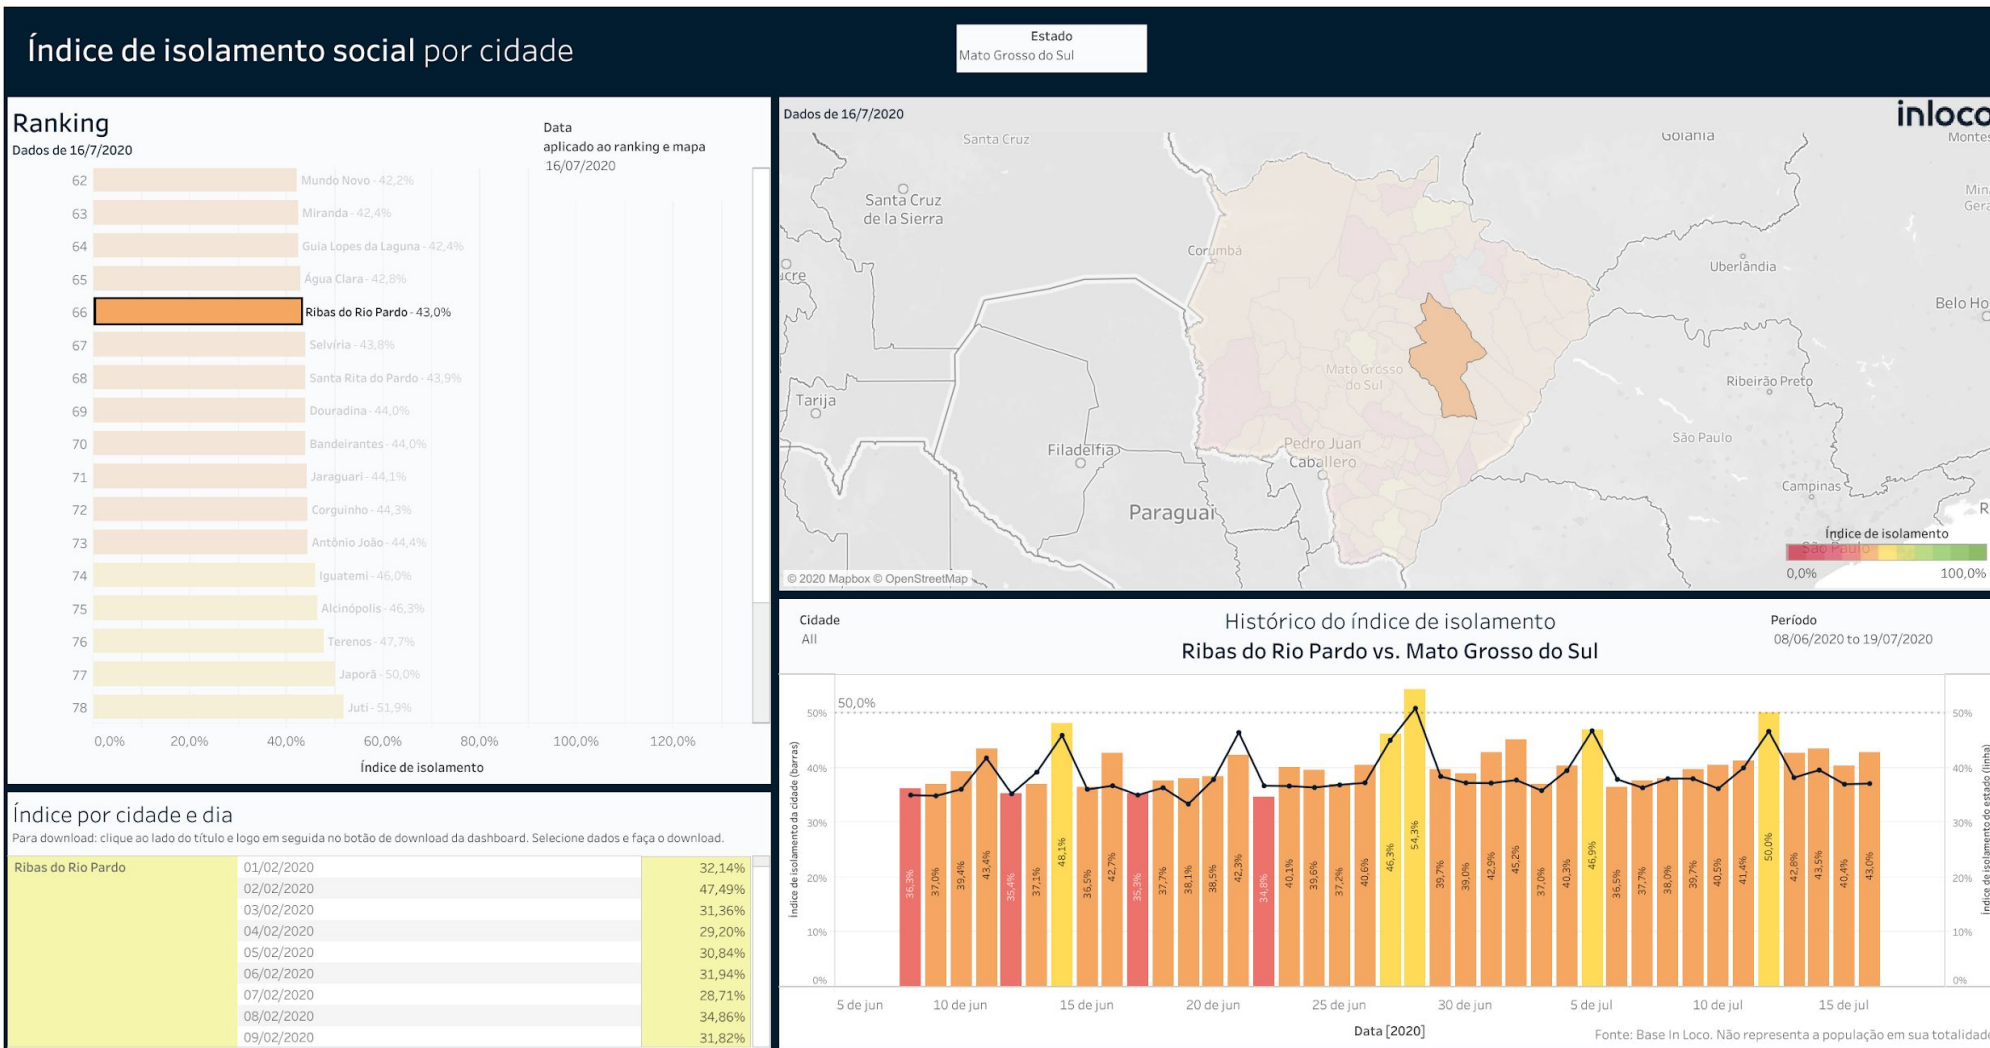 Índice de isolamento social por cidade
Estado
Mato Grosso do Sul
Ranking
Dados de 16/7/2020
Data
aplicado ao ranking e mapa
16/07/2020
62 Mundo Novo - 42,2%
63 Miranda - 42,4%
64 Guia Lopes da Laguna - 42,4%
65 Água Clara - 42,8%
66 Ribas do Rio Pardo - 43,0%
67 Selvíria - 43,8%
68 Santa Rita do Pardo - 43,9%
69 Douradina - 44,0%
70 Bandeirantes - 44,0%
71 Jaraguari - 44,1%
72 Corguinho - 44,3%
73 Antônio João - 44,4%
74 Iguatemi - 46,0%
75 Alcinópolis - 46,3%
76 Terenos - 47,7%
77 Japorã - 50,0%
78 Juti - 51,9%
0,0% 20,0% 40,0% 60,0% 80,0% 100,0% 120,0%
Índice de isolamento
Índice por cidade e dia
Para download: clique ao lado do título e logo em seguida no botão de download da dashboard. Selecione dados e faça o download.
Ribas do Rio Pardo 01/02/2020 32,14%
02/02/2020 47,49%
03/02/2020 31,36%
04/02/2020 29,20%
05/02/2020 30,84%
06/02/2020 31,94%
07/02/2020 28,71%
08/02/2020 34,86%
09/02/2020 31,82%
Dados de 16/7/2020
inloco
Santa Cruz
Goiânia
Montes
Santa Cruz
de la Sierra
Min
Gera
Corumbá
ucre
Uberlândia
Belo Ho
Mato Grosso
do Sul
Ribeirão Preto
Tarija
São Paulo
Filadelfia
Pedro Juan
Caballero
Campinas
Paraguai
R
Índice de isolamento
São Paulo
0,0% 100,0%
© 2020 Mapbox © OpenStreetMap
Cidade
All
Histórico do índice de isolamento
Ribas do Rio Pardo vs. Mato Grosso do Sul
Período
08/06/2020 to 19/07/2020
50,0%
Índice de isolamento da cidade (barras)
50%
40%
30%
20%
10%
0%
36,3% 37,0% 39,4% 43,4% 35,4% 37,1% 48,1% 36,5% 42,7% 35,3% 37,7% 38,1% 38,5% 42,3% 34,8% 40,1% 39,6% 37,2% 40,6% 46,3% 54,3% 39,7% 39,0% 42,9% 45,2% 37,0% 40,3% 46,9% 36,5% 37,7% 38,0% 39,7% 40,5% 41,4% 50,0% 42,8% 43,5% 40,4% 43,0%
50%
40%
30%
20%
10%
0%
Índice de isolamento do estado (linha)
5 de jun 10 de jun 15 de jun 20 de jun 25 de jun 30 de jun 5 de jul 10 de jul 15 de jul
Data [2020]
Fonte: Base In Loco. Não representa a população em sua totalidade